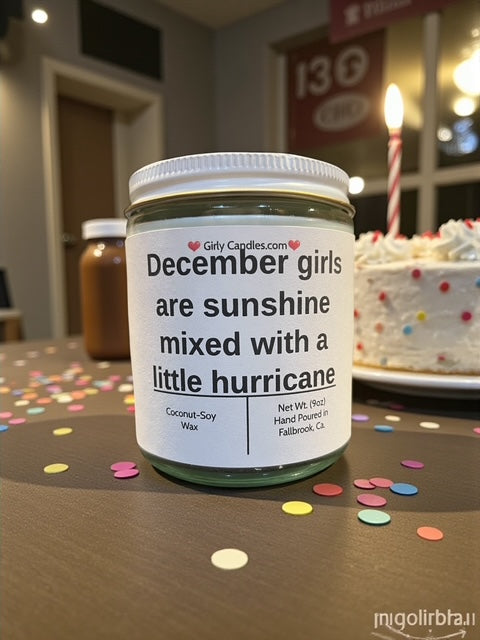 Girly Candles.com
December girls
are sunshine
mixed with a
little hurricane
Coconut-Soy
Wax
Net Wt. (9oz)
Hand Poured in
Fallbrook, Ca.